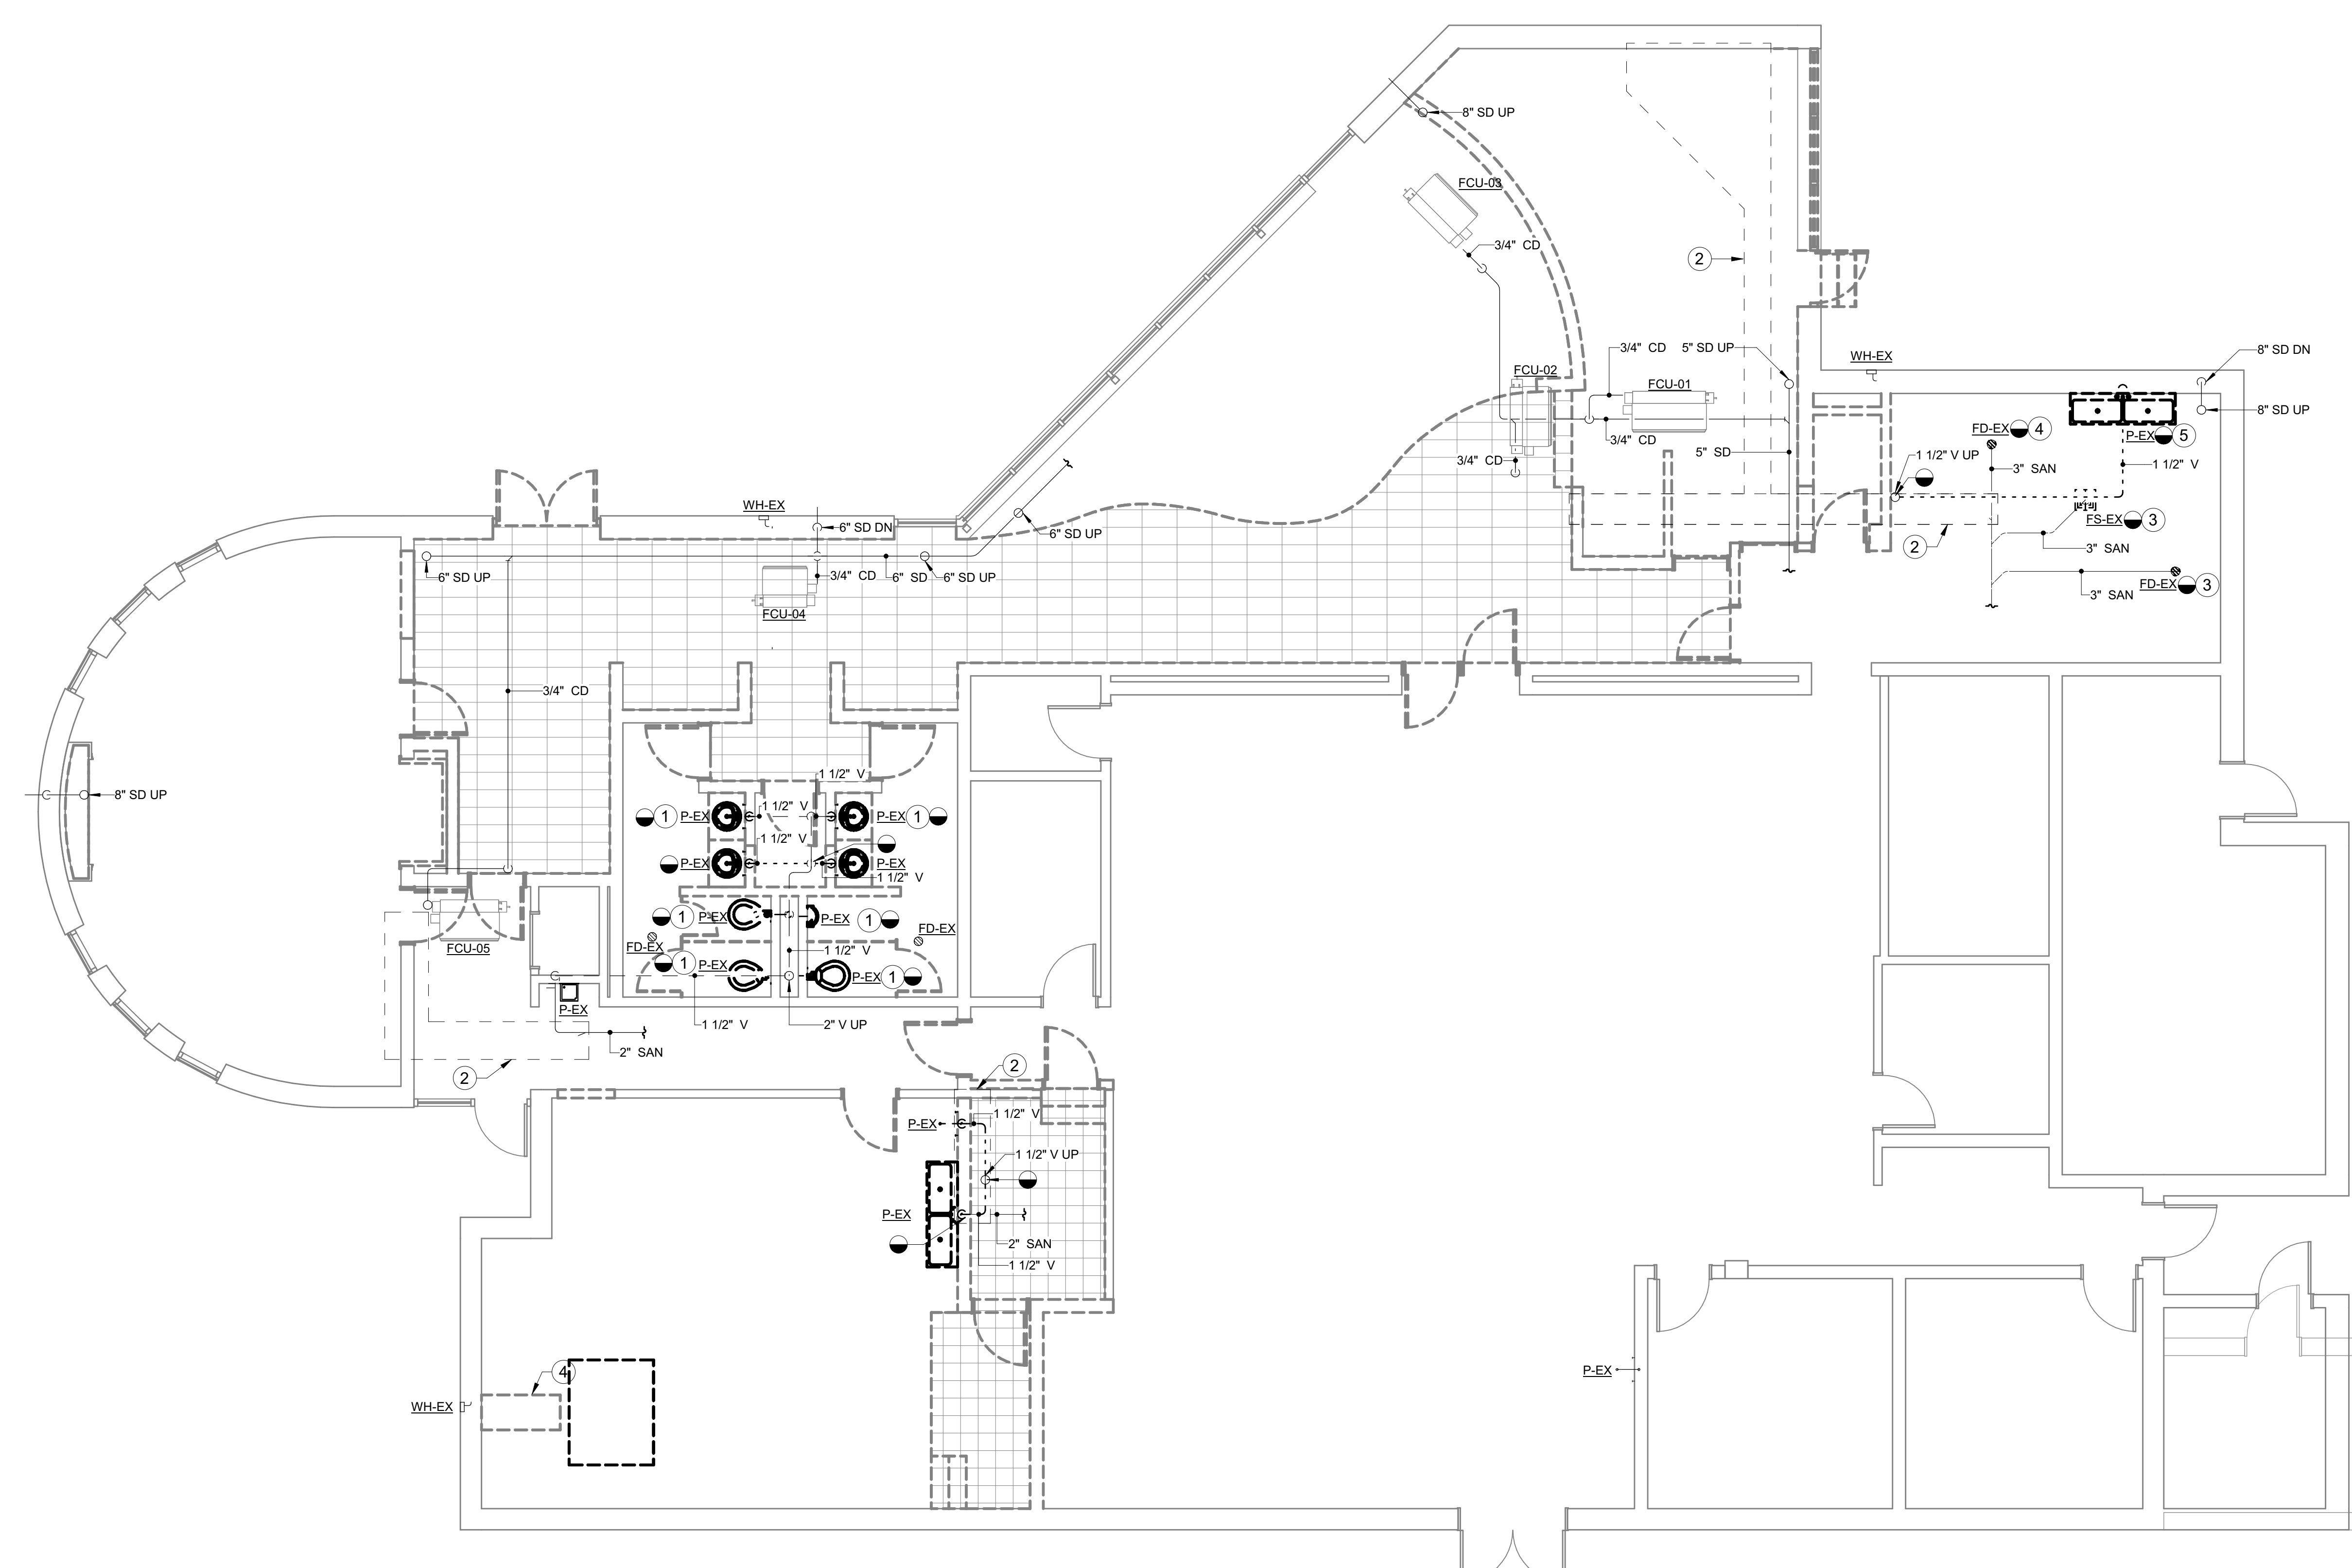 8" SD UP
FCU-03
3/4" CD
2
3/4" CD
5" SD UP
FCU-02
FCU-01
WH-EX
8" SD DN
8" SD UP
FD-EX
4
P-EX
5
3/4" CD
5" SD
3/4" CD
1 1/2" V UP
3" SAN
1 1/2" V
FS-EX
3
2
3" SAN
FD-EX
3
3" SAN
WH-EX
6" SD DN
6" SD UP
6" SD UP
3/4" CD
6" SD
6" SD UP
FCU-04
3/4" CD
8" SD UP
1 1/2" V
1
P-EX
1 1/2" V
P-EX
1
1 1/2" V
P-EX
P-EX
1 1/2" V
1
P-EX
P-EX
1
FD-EX
FD-EX
1 1/2" V
1
P-EX
P-EX
1
FCU-05
P-EX
1 1/2" V
2" V UP
2" SAN
2
2
1 1/2" V
P-EX
1 1/2" V UP
P-EX
2" SAN
1 1/2" V
4
WH-EX
P-EX